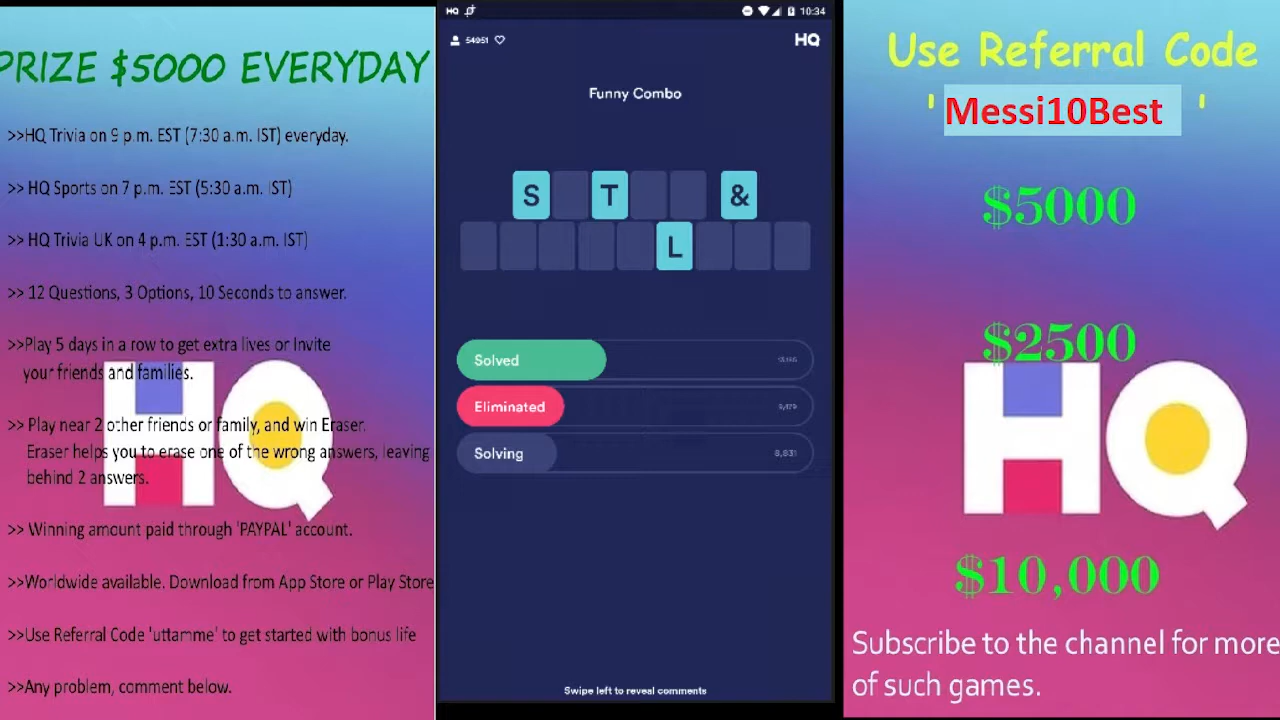 PRIZE $5000 EVERYDAY
>>HQ Trivia on 9 p.m. EST (7:30 a.m. IST) everyday.
>> HQ Sports on 7 p.m. EST (5:30 a.m. IST)
>> HQ Trivia UK on 4 p.m. EST (1:30 a.m. IST)
>> 12 Questions, 3 Options, 10 Seconds to answer.
>>Play 5 days in a row to get extra lives or Invite
your friends and families.
>> Play near 2 other friends or family, and win Eraser.
Eraser helps you to erase one of the wrong answers, leaving
behind 2 answers.
>> Winning amount paid through 'PAYPAL' account.
>>Worldwide available. Download from App Store or Play Store
>>Use Referral Code 'uttamme' to get started with bonus life
>>Any problem, comment below.
HQ
HQ 10:34
54951 HQ
Funny Combo
S T &
L
Solved
Eliminated
Solving 8,831
Swipe left to reveal comments
Use Referral Code
' Messi10Best '
$5000
$2500
HQ
$10,000
Subscribe to the channel for more
of such games.